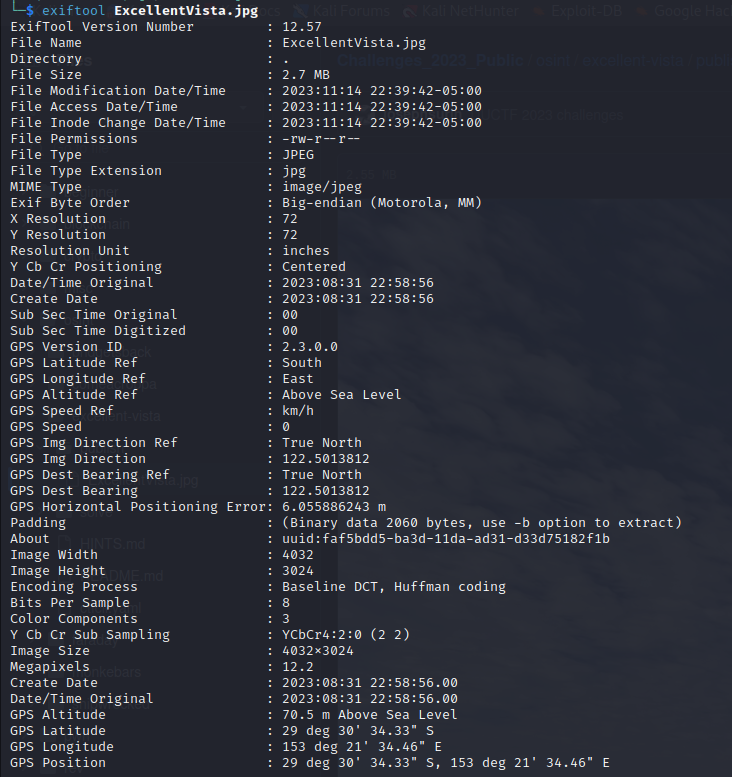 └─$ exiftool ExcellentVista.jpg
ExifTool Version Number : 12.57
File Name : ExcellentVista.jpg
Directory : .
File Size : 2.7 MB
File Modification Date/Time : 2023:11:14 22:39:42-05:00
File Access Date/Time : 2023:11:14 22:39:42-05:00
File Inode Change Date/Time : 2023:11:14 22:39:42-05:00
File Permissions : -rw-r--r--
File Type : JPEG
File Type Extension : jpg
MIME Type : image/jpeg
Exif Byte Order : Big-endian (Motorola, MM)
X Resolution : 72
Y Resolution : 72
Resolution Unit : inches
Y Cb Cr Positioning : Centered
Date/Time Original : 2023:08:31 22:58:56
Create Date : 2023:08:31 22:58:56
Sub Sec Time Original : 00
Sub Sec Time Digitized : 00
GPS Version ID : 2.3.0.0
GPS Latitude Ref : South
GPS Longitude Ref : East
GPS Altitude Ref : Above Sea Level
GPS Speed Ref : km/h
GPS Speed : 0
GPS Img Direction Ref : True North
GPS Img Direction : 122.5013812
GPS Dest Bearing Ref : True North
GPS Dest Bearing : 122.5013812
GPS Horizontal Positioning Error: 6.055886243 m
Padding : (Binary data 2060 bytes, use -b option to extract)
About : uuid:faf5bdd5-ba3d-11da-ad31-d33d75182f1b
Image Width : 4032
Image Height : 3024
Encoding Process : Baseline DCT, Huffman coding
Bits Per Sample : 8
Color Components : 3
Y Cb Cr Sub Sampling : YCbCr4:2:0 (2 2)
Image Size : 4032×3024
Megapixels : 12.2
Create Date : 2023:08:31 22:58:56.00
Date/Time Original : 2023:08:31 22:58:56.00
GPS Altitude : 70.5 m Above Sea Level
GPS Latitude : 29 deg 30' 34.33" S
GPS Longitude : 153 deg 21' 34.46" E
GPS Position : 29 deg 30' 34.33" S, 153 deg 21' 34.46" E